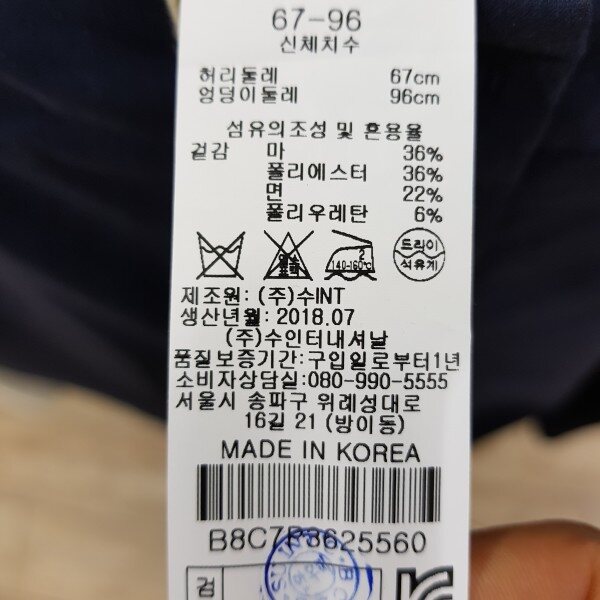 67-96
신체치수
허리둘레 67cm
엉덩이둘레 96cm
섬유의조성 및 혼용율
겉감 마 36%
폴리에스터 36%
면 22%
폴리우레탄 6%
2
140-160℃
드라이
석유계
제조원: (주)수INT
생산년월: 2018.07
(주)수인터내셔날
품질보증기간:구입일로부터1년
소비자상담실:080-990-5555
서울시 송파구 위례성대로
16길 21 (방이동)
MADE IN KOREA
B8C7P3625560
검